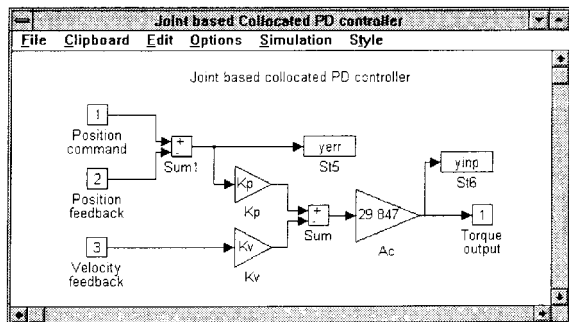 Joint based Collocated PD controller
File Clipboard Edit Options Simulation Style
Joint based collocated PD controller
1
Position
command
+
-
Sum1
yerr
St5
2
Position
feedback
Kp
Kp
+
-
Sum
29.847
Ac
yinp
St6
1
Torque
output
3
Velocity
feedback
Kv
Kv